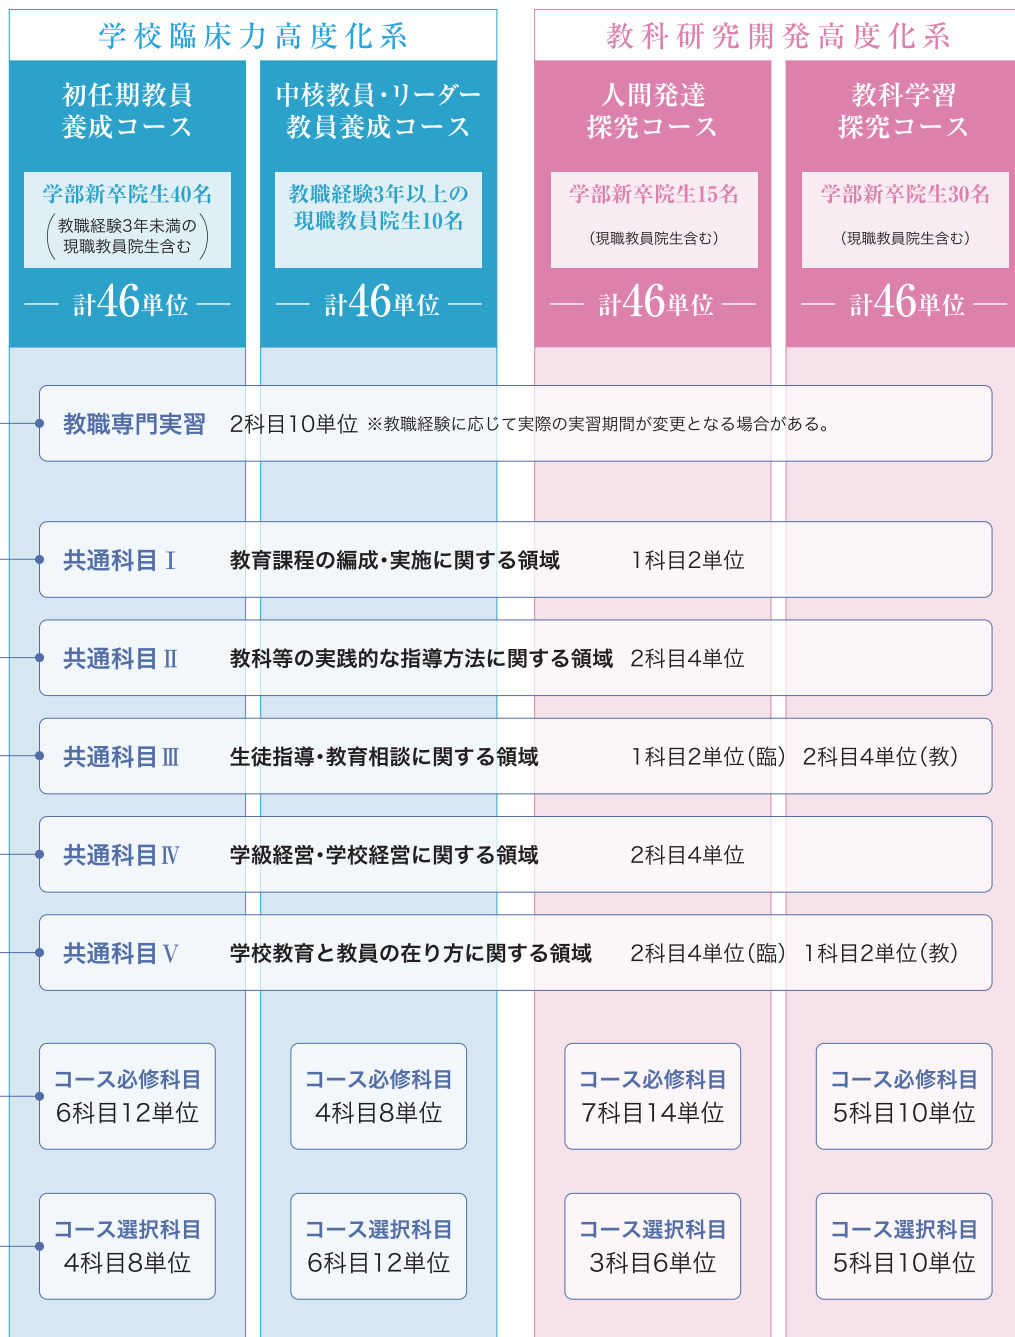 学校臨床力高度化系
教科研究開発高度化系
初任期教員
養成コース
学部新卒院生40名
（教職経験3年未満の
現職教員院生含む）
計46単位
中核教員・リーダー
教員養成コース
教職経験3年以上の
現職教員院生10名
計46単位
人間発達
探究コース
学部新卒院生15名
（現職教員院生含む）
計46単位
教科学習
探究コース
学部新卒院生30名
（現職教員院生含む）
計46単位
教職専門実習 2科目10単位 ※教職経験に応じて実際の実習期間が変更となる場合がある。
共通科目Ⅰ 教育課程の編成・実施に関する領域 1科目2単位
共通科目Ⅱ 教科等の実践的な指導方法に関する領域 2科目4単位
共通科目Ⅲ 生徒指導・教育相談に関する領域 1科目2単位（臨） 2科目4単位（教）
共通科目Ⅳ 学級経営・学校経営に関する領域 2科目4単位
共通科目Ⅴ 学校教育と教員の在り方に関する領域 2科目4単位（臨） 1科目2単位（教）
コース必修科目
6科目12単位
コース必修科目
4科目8単位
コース必修科目
7科目14単位
コース必修科目
5科目10単位
コース選択科目
4科目8単位
コース選択科目
6科目12単位
コース選択科目
3科目6単位
コース選択科目
5科目10単位